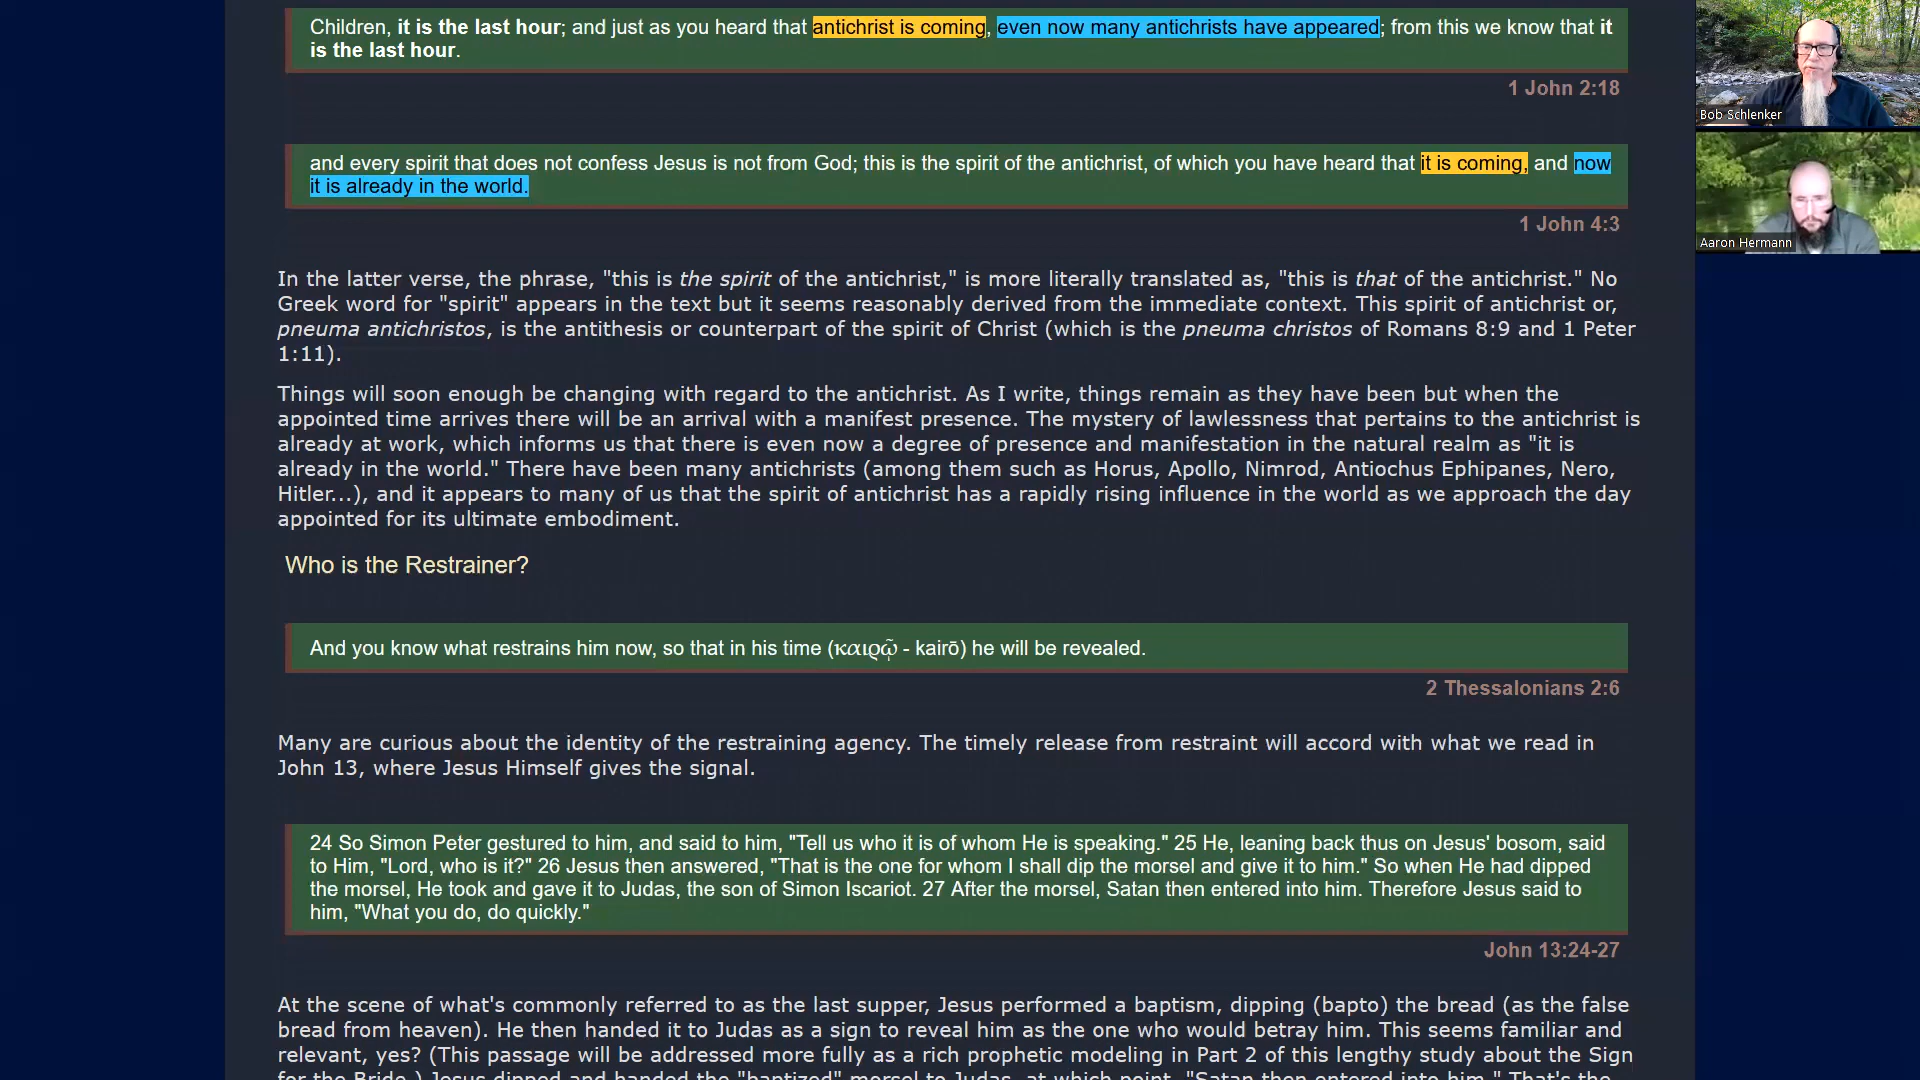 Children, it is the last hour; and just as you heard that antichrist is coming, even now many antichrists have appeared; from this we know that it
is the last hour.
1 John 2:18
and every spirit that does not confess Jesus is not from God; this is the spirit of the antichrist, of which you have heard that it is coming, and now
it is already in the world.
1 John 4:3
In the latter verse, the phrase, "this is the spirit of the antichrist," is more literally translated as, "this is that of the antichrist." No
Greek word for "spirit" appears in the text but it seems reasonably derived from the immediate context. This spirit of antichrist or,
pneuma antichristos, is the antithesis or counterpart of the spirit of Christ (which is the pneuma christos of Romans 8:9 and 1 Peter
1:11).
Things will soon enough be changing with regard to the antichrist. As I write, things remain as they have been but when the
appointed time arrives there will be an arrival with a manifest presence. The mystery of lawlessness that pertains to the antichrist is
already at work, which informs us that there is even now a degree of presence and manifestation in the natural realm as "it is
already in the world." There have been many antichrists (among them such as Horus, Apollo, Nimrod, Antiochus Ephipanes, Nero,
Hitler...), and it appears to many of us that the spirit of antichrist has a rapidly rising influence in the world as we approach the day
appointed for its ultimate embodiment.
Who is the Restrainer?
And you know what restrains him now, so that in his time (καιρῷ - kairō) he will be revealed.
2 Thessalonians 2:6
Many are curious about the identity of the restraining agency. The timely release from restraint will accord with what we read in
John 13, where Jesus Himself gives the signal.
24 So Simon Peter gestured to him, and said to him, "Tell us who it is of whom He is speaking." 25 He, leaning back thus on Jesus' bosom, said
to Him, "Lord, who is it?" 26 Jesus then answered, "That is the one for whom I shall dip the morsel and give it to him." So when He had dipped
the morsel, He took and gave it to Judas, the son of Simon Iscariot. 27 After the morsel, Satan then entered into him. Therefore Jesus said to
him, "What you do, do quickly."
John 13:24-27
At the scene of what's commonly referred to as the last supper, Jesus performed a baptism, dipping (bapto) the bread (as the false
bread from heaven). He then handed it to Judas as a sign to reveal him as the one who would betray him. This seems familiar and
relevant, yes? (This passage will be addressed more fully as a rich prophetic modeling in Part 2 of this lengthy study about the Sign
for the Bride.) Jesus dipped and handed the "baptized" morsel to Judas, at which point, "Satan then entered into him." That's the
Bob Schlenker
Aaron Hermann